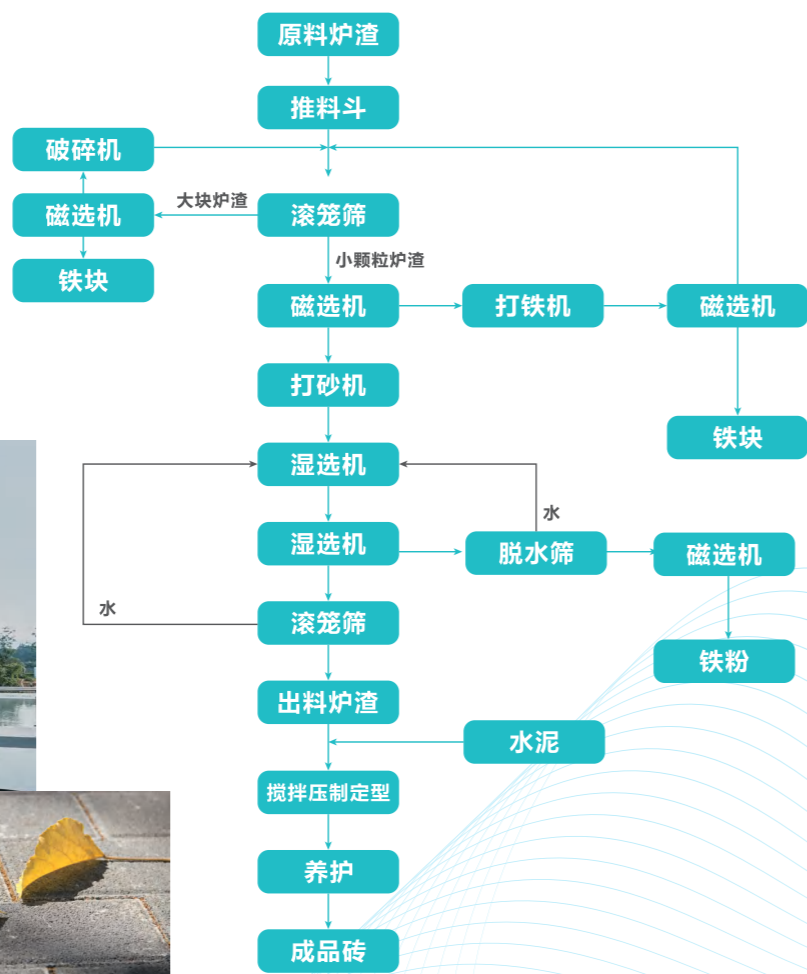 原料炉渣
推料斗
破碎机
大块炉渣
磁选机
滚笼筛
小颗粒炉渣
铁块
磁选机
打铁机
磁选机
打砂机
铁块
湿选机
水
湿选机
脱水筛
磁选机
水
滚笼筛
铁粉
出料炉渣
水泥
搅拌压制定型
养护
成品砖